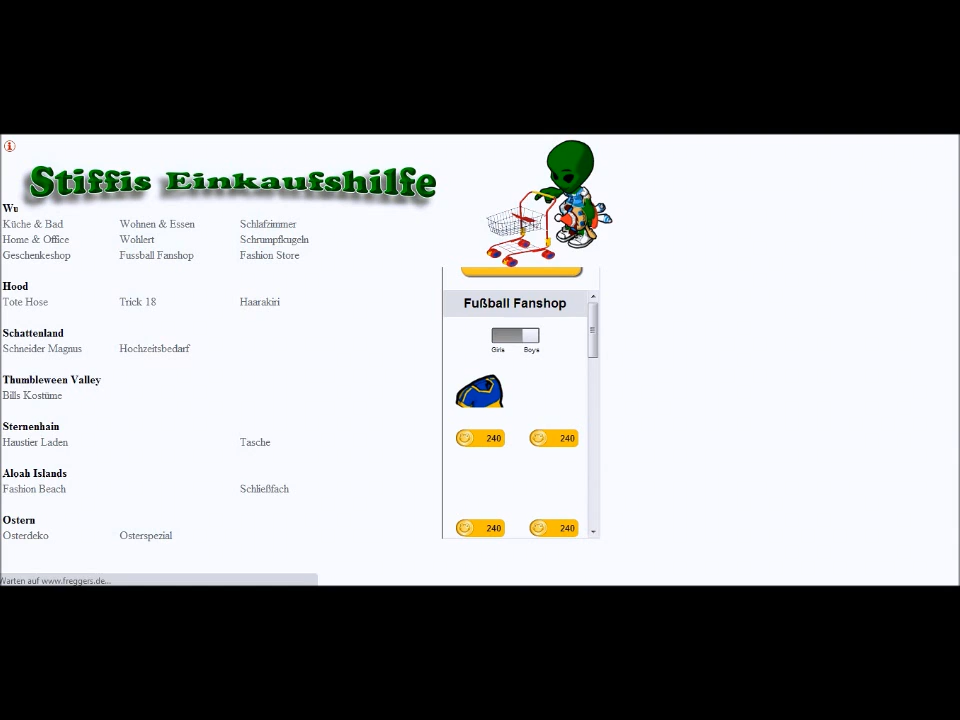 Stiffis Einkaufshilfe
Wu
Küche & Bad Wohnen & Essen Schlafzimmer
Home & Office Wohlert Schrumpfkugeln
Geschenkeshop Fussball Fanshop Fashion Store
Hood
Tote Hose Trick 18 Haarakiri
Schattenland
Schneider Magnus Hochzeitsbedarf
Thumbleween Valley
Bills Kostüme
Sternenhain
Haustier Laden Tasche
Aloah Islands
Fashion Beach Schließfach
Ostern
Osterdeko Osterspezial
Fußball Fanshop
Girls Boys
240 240
240 240
Warten auf www.freggers.de...